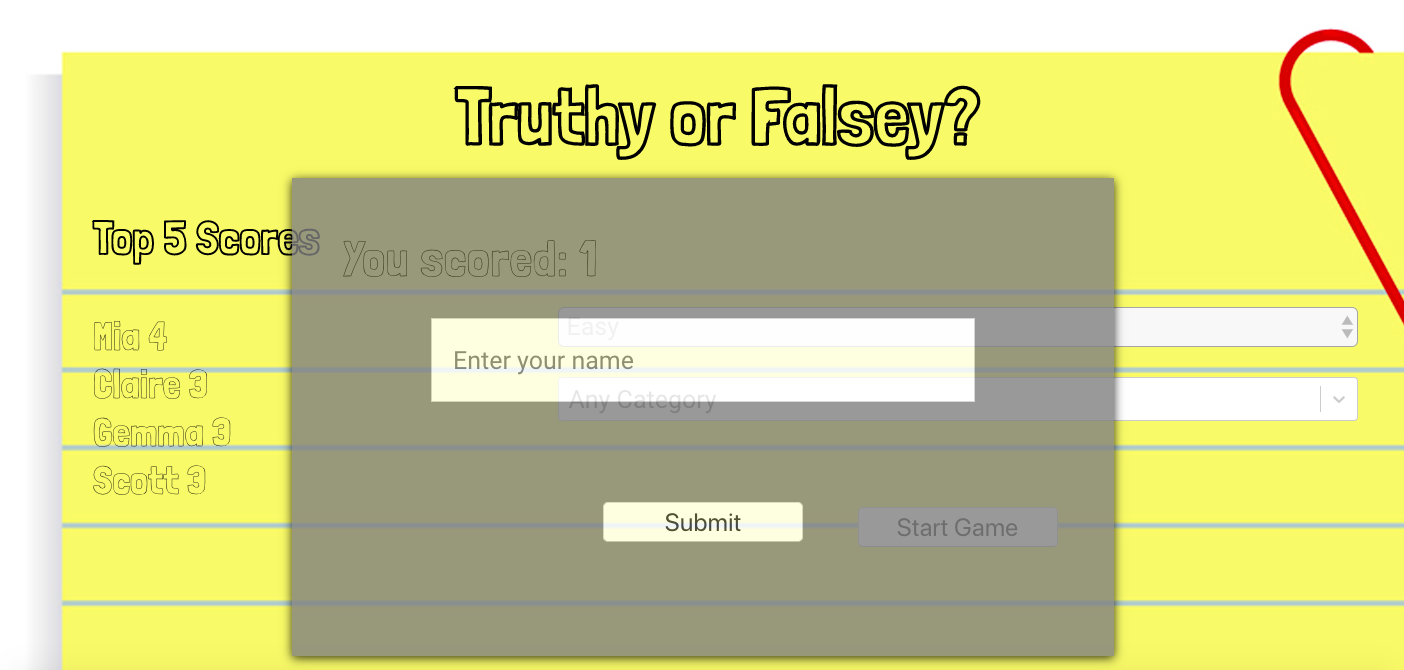 Truthy or Falsey?
Top 5 Scores
You scored: 1
Mia 4
Claire 3
Gemma 3
Scott 3
Easy
Enter your name
Any Category
Submit
Start Game